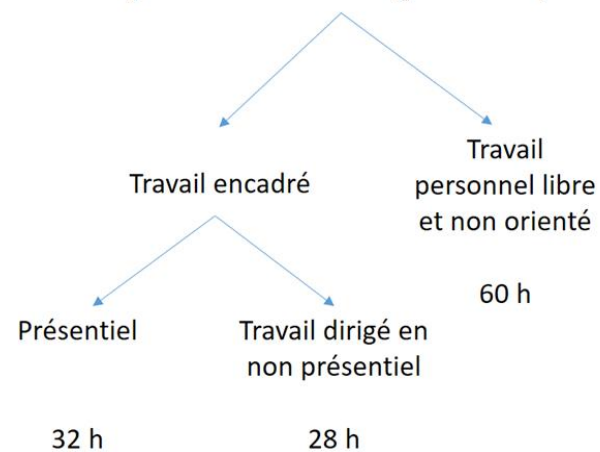 Travail encadré
Travail
personnel libre
et non orienté
60 h
Présentiel
Travail dirigé en
non présentiel
32 h
28 h